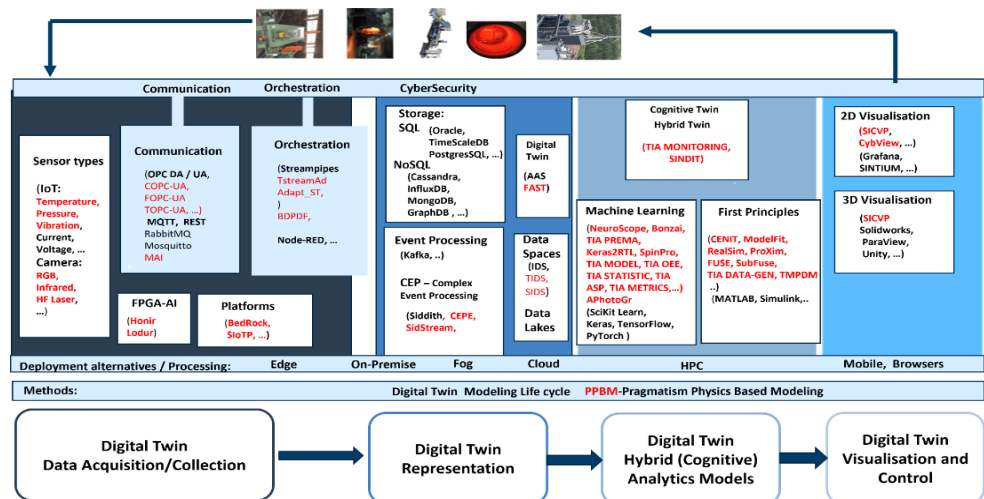 Communication
Orchestration
CyberSecurity
Sensor types
(IoT:
Temperature,
Pressure,
Vibration,
Current,
Voltage, ...
Camera:
RGB,
Infrared,
HF Laser,
...)
Communication
(OPC DA / UA,
COPC-UA,
FOPC-UA
TOPC-UA, ...)
MQTT, REST
RabbitMQ
Mosquitto
MAI
Orchestration
(Streampipes
TstreamAd
Adapt_ST,
)
BDPDF,
Node-RED, ...
FPGA-AI
(Honir
Lodur)
Platforms
(BedRock,
SIoTP, ...)
Storage:
SQL (Oracle,
TimeScaleDB
PostgresSQL, ...)
NoSQL
(Cassandra,
InfluxDB,
MongoDB,
GraphDB , ...)
Event Processing
(Kafka, ..)
CEP – Complex
Event Processing
(Siddith, CEPE,
SidStream,
Digital
Twin
(AAS
FAST)
Data
Spaces
(IDS,
TIDS,
SIDS)
Data
Lakes
Cognitive Twin
Hybrid Twin
(TIA MONITORING,
SINDIT)
Machine Learning
(NeuroScope, Bonzai,
TIA PREMA,
Keras2RTL, SpinPro,
TIA MODEL, TIA OEE,
TIA STATISTIC, TIA
ASP, TIA METRICS,...)
APhotoGr
(SciKit Learn,
Keras, TensorFlow,
PyTorch )
First Principles
(CENIT, ModelFit,
RealSim, ProXim,
FUSE, SubFuse,
TIA DATA-GEN, TMPDM
..)
(MATLAB, Simulink,..
2D Visualisation
(SICVP,
CybView, ...)
(Grafana,
SINTIUM, ...)
3D Visualisation
(SICVP
Solidworks,
ParaView,
Unity, ...)
Deployment alternatives / Processing: Edge On-Premise Fog Cloud HPC Mobile, Browsers
Methods: Digital Twin Modeling Life cycle PPBM-Pragmatism Physics Based Modeling
Digital Twin
Data Acquisition/Collection
Digital Twin
Representation
Digital Twin
Hybrid (Cognitive)
Analytics Models
Digital Twin
Visualisation and
Control